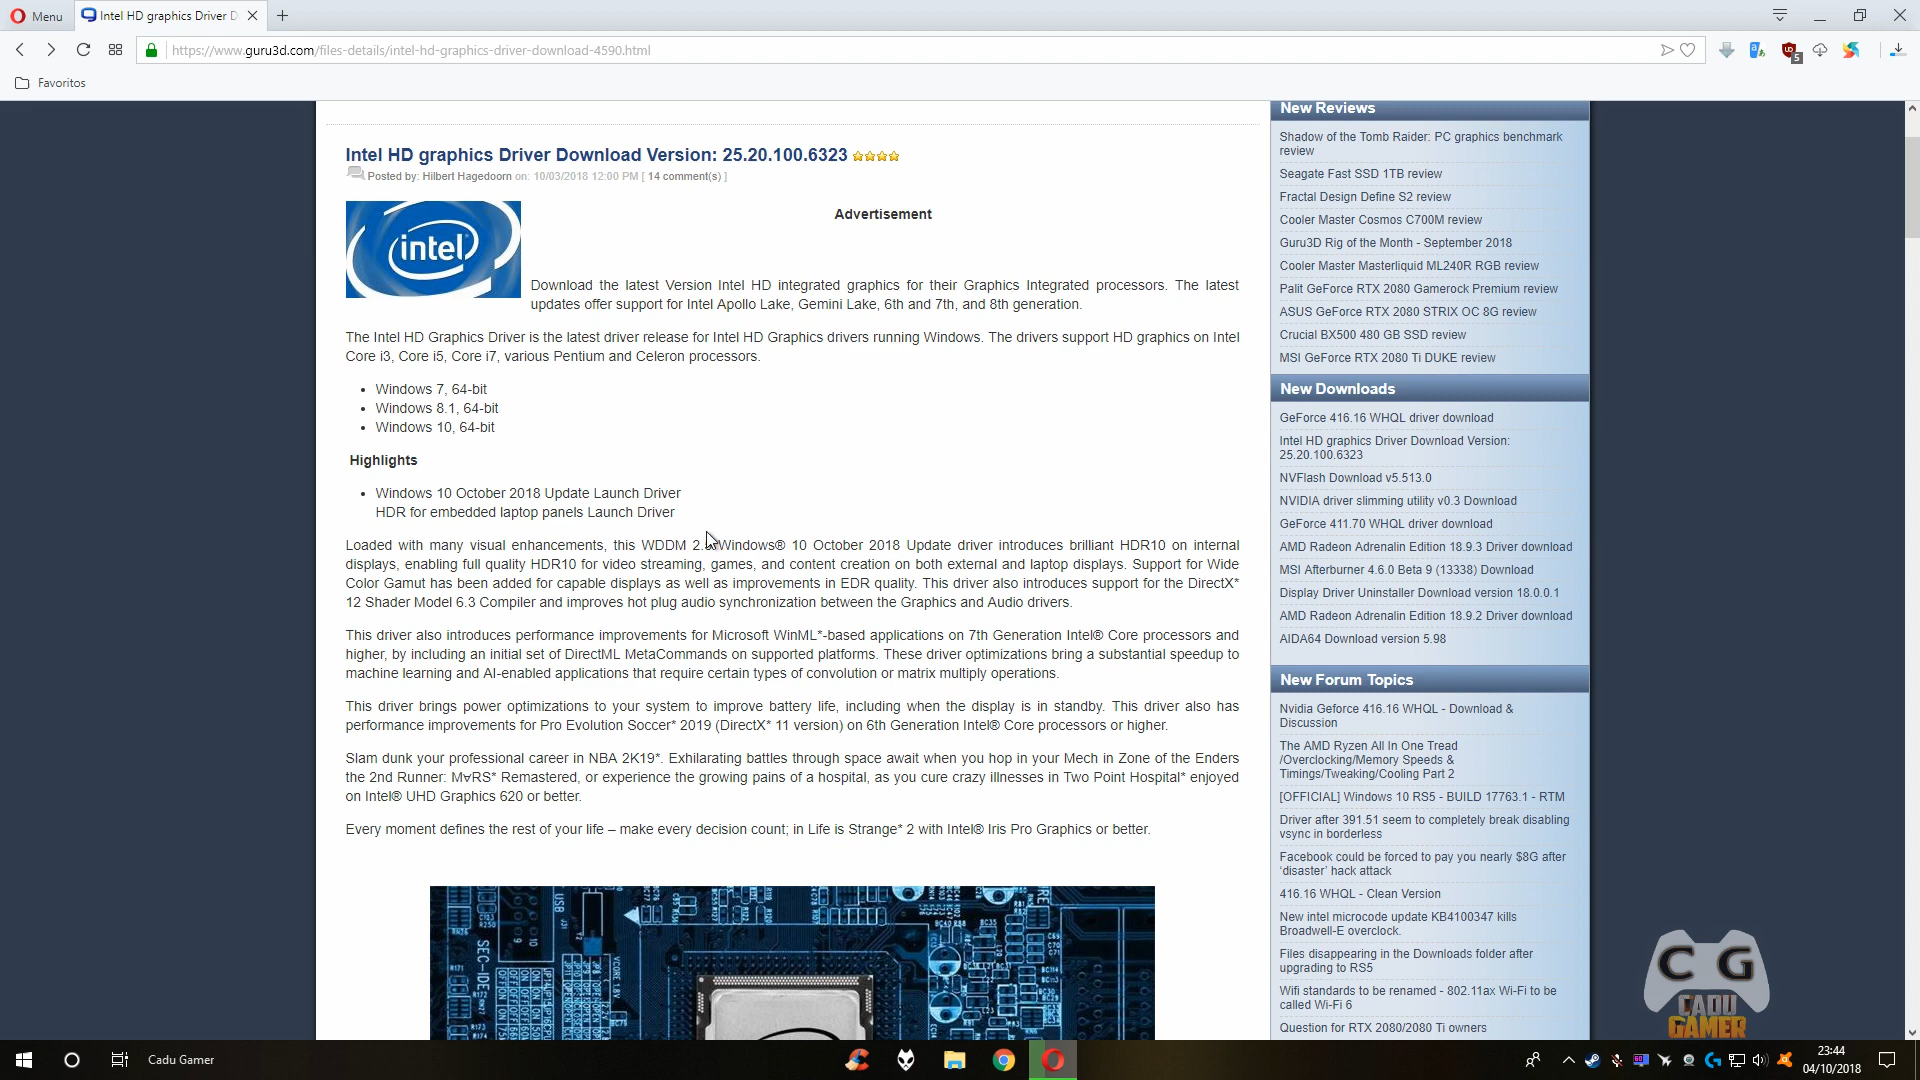 Menu
Intel HD graphics Driver D
https://www.guru3d.com/files-details/intel-hd-graphics-driver-download-4590.html
5
Favoritos
Intel HD graphics Driver Download Version: 25.20.100.6323
Posted by: Hilbert Hagedoorn on: 10/03/2018 12:00 PM [ 14 comment(s) ]
intel
Advertisement
Download the latest Version Intel HD integrated graphics for their Graphics Integrated processors. The latest
updates offer support for Intel Apollo Lake, Gemini Lake, 6th and 7th, and 8th generation.
The Intel HD Graphics Driver is the latest driver release for Intel HD Graphics drivers running Windows. The drivers support HD graphics on Intel
Core i3, Core i5, Core i7, various Pentium and Celeron processors.
• Windows 7, 64-bit
• Windows 8.1, 64-bit
• Windows 10, 64-bit
Highlights
• Windows 10 October 2018 Update Launch Driver
HDR for embedded laptop panels Launch Driver
Loaded with many visual enhancements, this WDDM 2. Windows® 10 October 2018 Update driver introduces brilliant HDR10 on internal
displays, enabling full quality HDR10 for video streaming, games, and content creation on both external and laptop displays. Support for Wide
Color Gamut has been added for capable displays as well as improvements in EDR quality. This driver also introduces support for the DirectX*
12 Shader Model 6.3 Compiler and improves hot plug audio synchronization between the Graphics and Audio drivers.
This driver also introduces performance improvements for Microsoft WinML*-based applications on 7th Generation Intel® Core processors and
higher, by including an initial set of DirectML MetaCommands on supported platforms. These driver optimizations bring a substantial speedup to
machine learning and AI-enabled applications that require certain types of convolution or matrix multiply operations.
This driver brings power optimizations to your system to improve battery life, including when the display is in standby. This driver also has
performance improvements for Pro Evolution Soccer* 2019 (DirectX* 11 version) on 6th Generation Intel® Core processors or higher.
Slam dunk your professional career in NBA 2K19*. Exhilarating battles through space await when you hop in your Mech in Zone of the Enders
the 2nd Runner: M∀RS* Remastered, or experience the growing pains of a hospital, as you cure crazy illnesses in Two Point Hospital* enjoyed
on Intel® UHD Graphics 620 or better.
Every moment defines the rest of your life – make every decision count; in Life is Strange* 2 with Intel® Iris Pro Graphics or better.
SEC-IDE
USB
New Reviews
Shadow of the Tomb Raider: PC graphics benchmark
review
Seagate Fast SSD 1TB review
Fractal Design Define S2 review
Cooler Master Cosmos C700M review
Guru3D Rig of the Month - September 2018
Cooler Master Masterliquid ML240R RGB review
Palit GeForce RTX 2080 Gamerock Premium review
ASUS GeForce RTX 2080 STRIX OC 8G review
Crucial BX500 480 GB SSD review
MSI GeForce RTX 2080 Ti DUKE review
New Downloads
GeForce 416.16 WHQL driver download
Intel HD graphics Driver Download Version:
25.20.100.6323
NVFlash Download v5.513.0
NVIDIA driver slimming utility v0.3 Download
GeForce 411.70 WHQL driver download
AMD Radeon Adrenalin Edition 18.9.3 Driver download
MSI Afterburner 4.6.0 Beta 9 (13338) Download
Display Driver Uninstaller Download version 18.0.0.1
AMD Radeon Adrenalin Edition 18.9.2 Driver download
AIDA64 Download version 5.98
New Forum Topics
Nvidia Geforce 416.16 WHQL - Download &
Discussion
The AMD Ryzen All In One Tread
/Overclocking/Memory Speeds &
Timings/Tweaking/Cooling Part 2
[OFFICIAL] Windows 10 RS5 - BUILD 17763.1 - RTM
Driver after 391.51 seem to completely break disabling
vsync in borderless
Facebook could be forced to pay you nearly $8G after
'disaster' hack attack
416.16 WHQL - Clean Version
New intel microcode update KB4100347 kills
Broadwell-E overclock.
Files disappearing in the Downloads folder after
upgrading to RS5
Wifi standards to be renamed - 802.11ax Wi-Fi to be
called Wi-Fi 6
Question for RTX 2080/2080 Ti owners
C G
CADU
GAMER
Cadu Gamer
23:44
04/10/2018